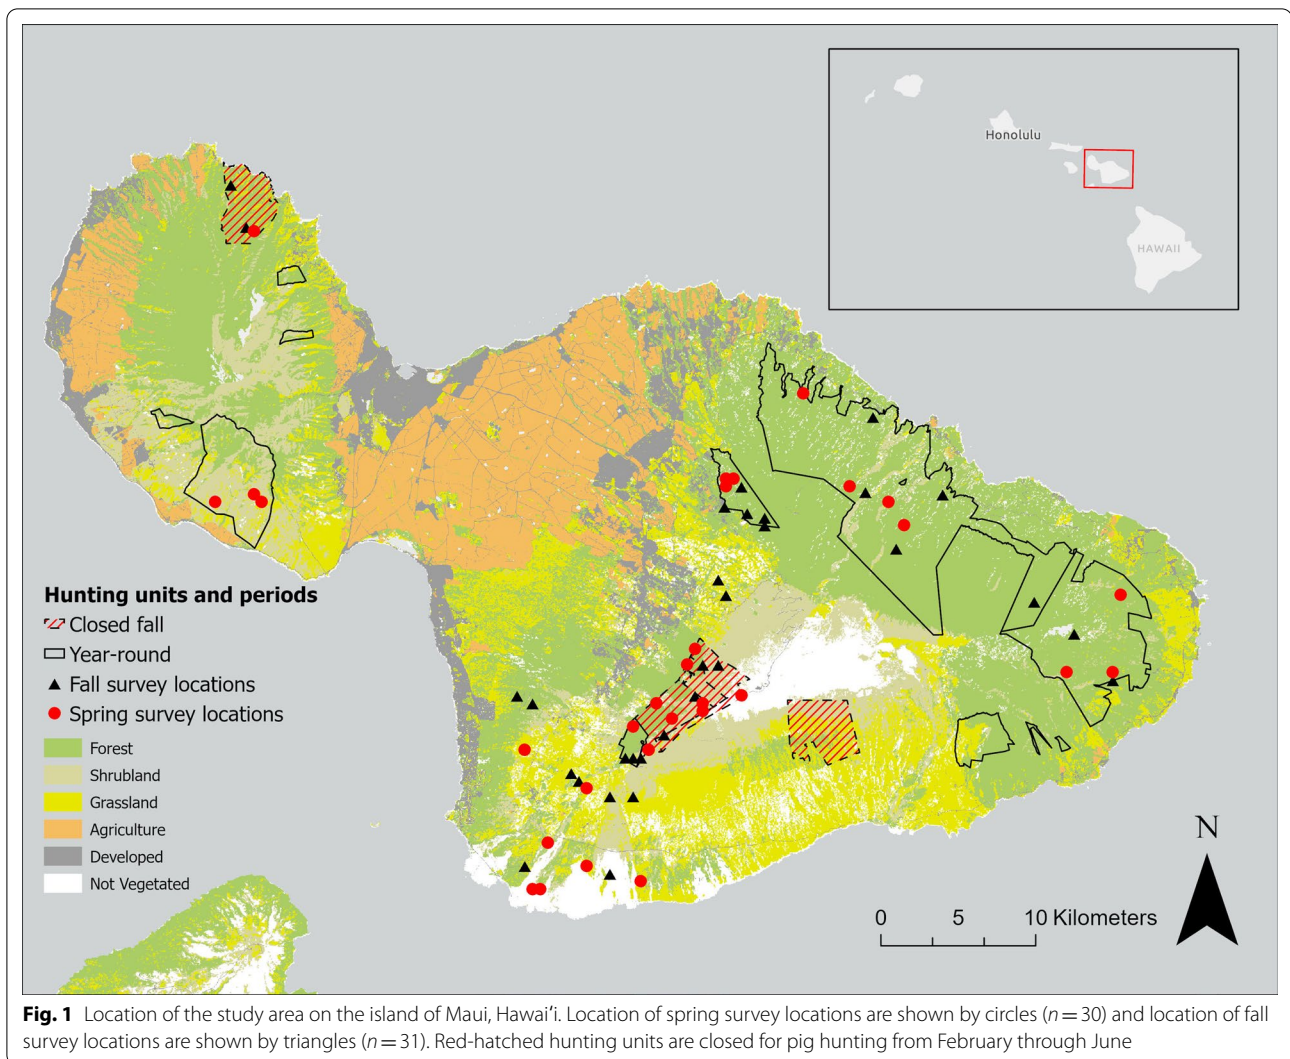 Honolulu
HAWAII
Hunting units and periods
Closed fall
Year-round
Fall survey locations
Spring survey locations
Forest
Shrubland
Grassland
Agriculture
Developed
Not Vegetated
N
0 5 10 Kilometers
Fig. 1 Location of the study area on the island of Maui, Hawaiʻi. Location of spring survey locations are shown by circles (n = 30) and location of fall
survey locations are shown by triangles (n = 31). Red-hatched hunting units are closed for pig hunting from February through June